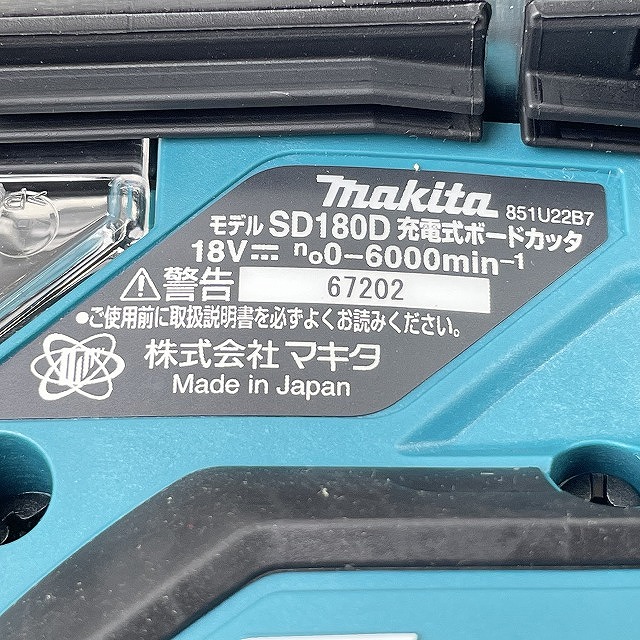 makita 851U22B7
モデル SD180D 充電式ボードカッタ
18V⎓ n₀0-6000min⁻¹
⚠警告 67202
●ご使用前に取扱説明書を必ずよくお読みください。
株式会社 マキタ
Made in Japan